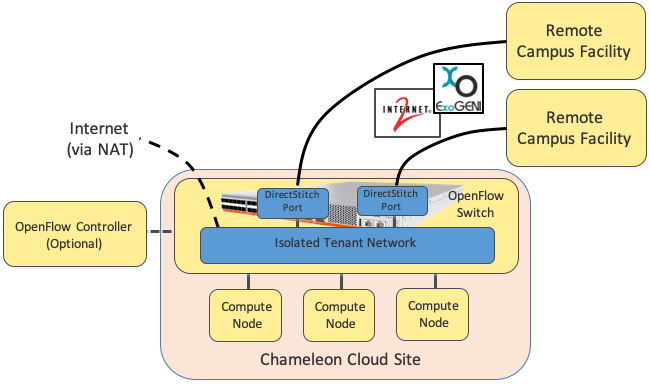 Remote
Campus Facility
INTERNET®
2
ExoGENI
Remote
Campus Facility
Internet
(via NAT)
DirectStitch
Port
DirectStitch
Port
OpenFlow
Switch
OpenFlow Controller
(Optional)
Isolated Tenant Network
Compute
Node
Compute
Node
Compute
Node
Chameleon Cloud Site